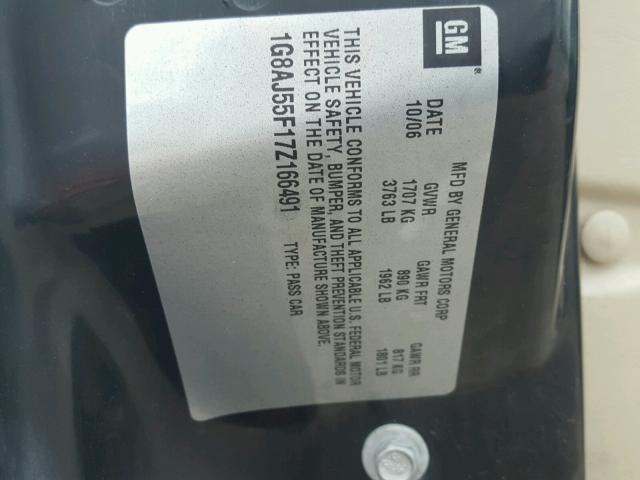 GM®
MFD BY GENERAL MOTORS CORP
DATE GVWR GAWR FRT GAWR RR
10/06 1707 KG 890 KG 817 KG
3763 LB 1962 LB 1801 LB
THIS VEHICLE CONFORMS TO ALL APPLICABLE U.S. FEDERAL MOTOR
VEHICLE SAFETY, BUMPER, AND THEFT PREVENTION STANDARDS IN
EFFECT ON THE DATE OF MANUFACTURE SHOWN ABOVE.
1G8AJ55F17Z166491 TYPE: PASS CAR